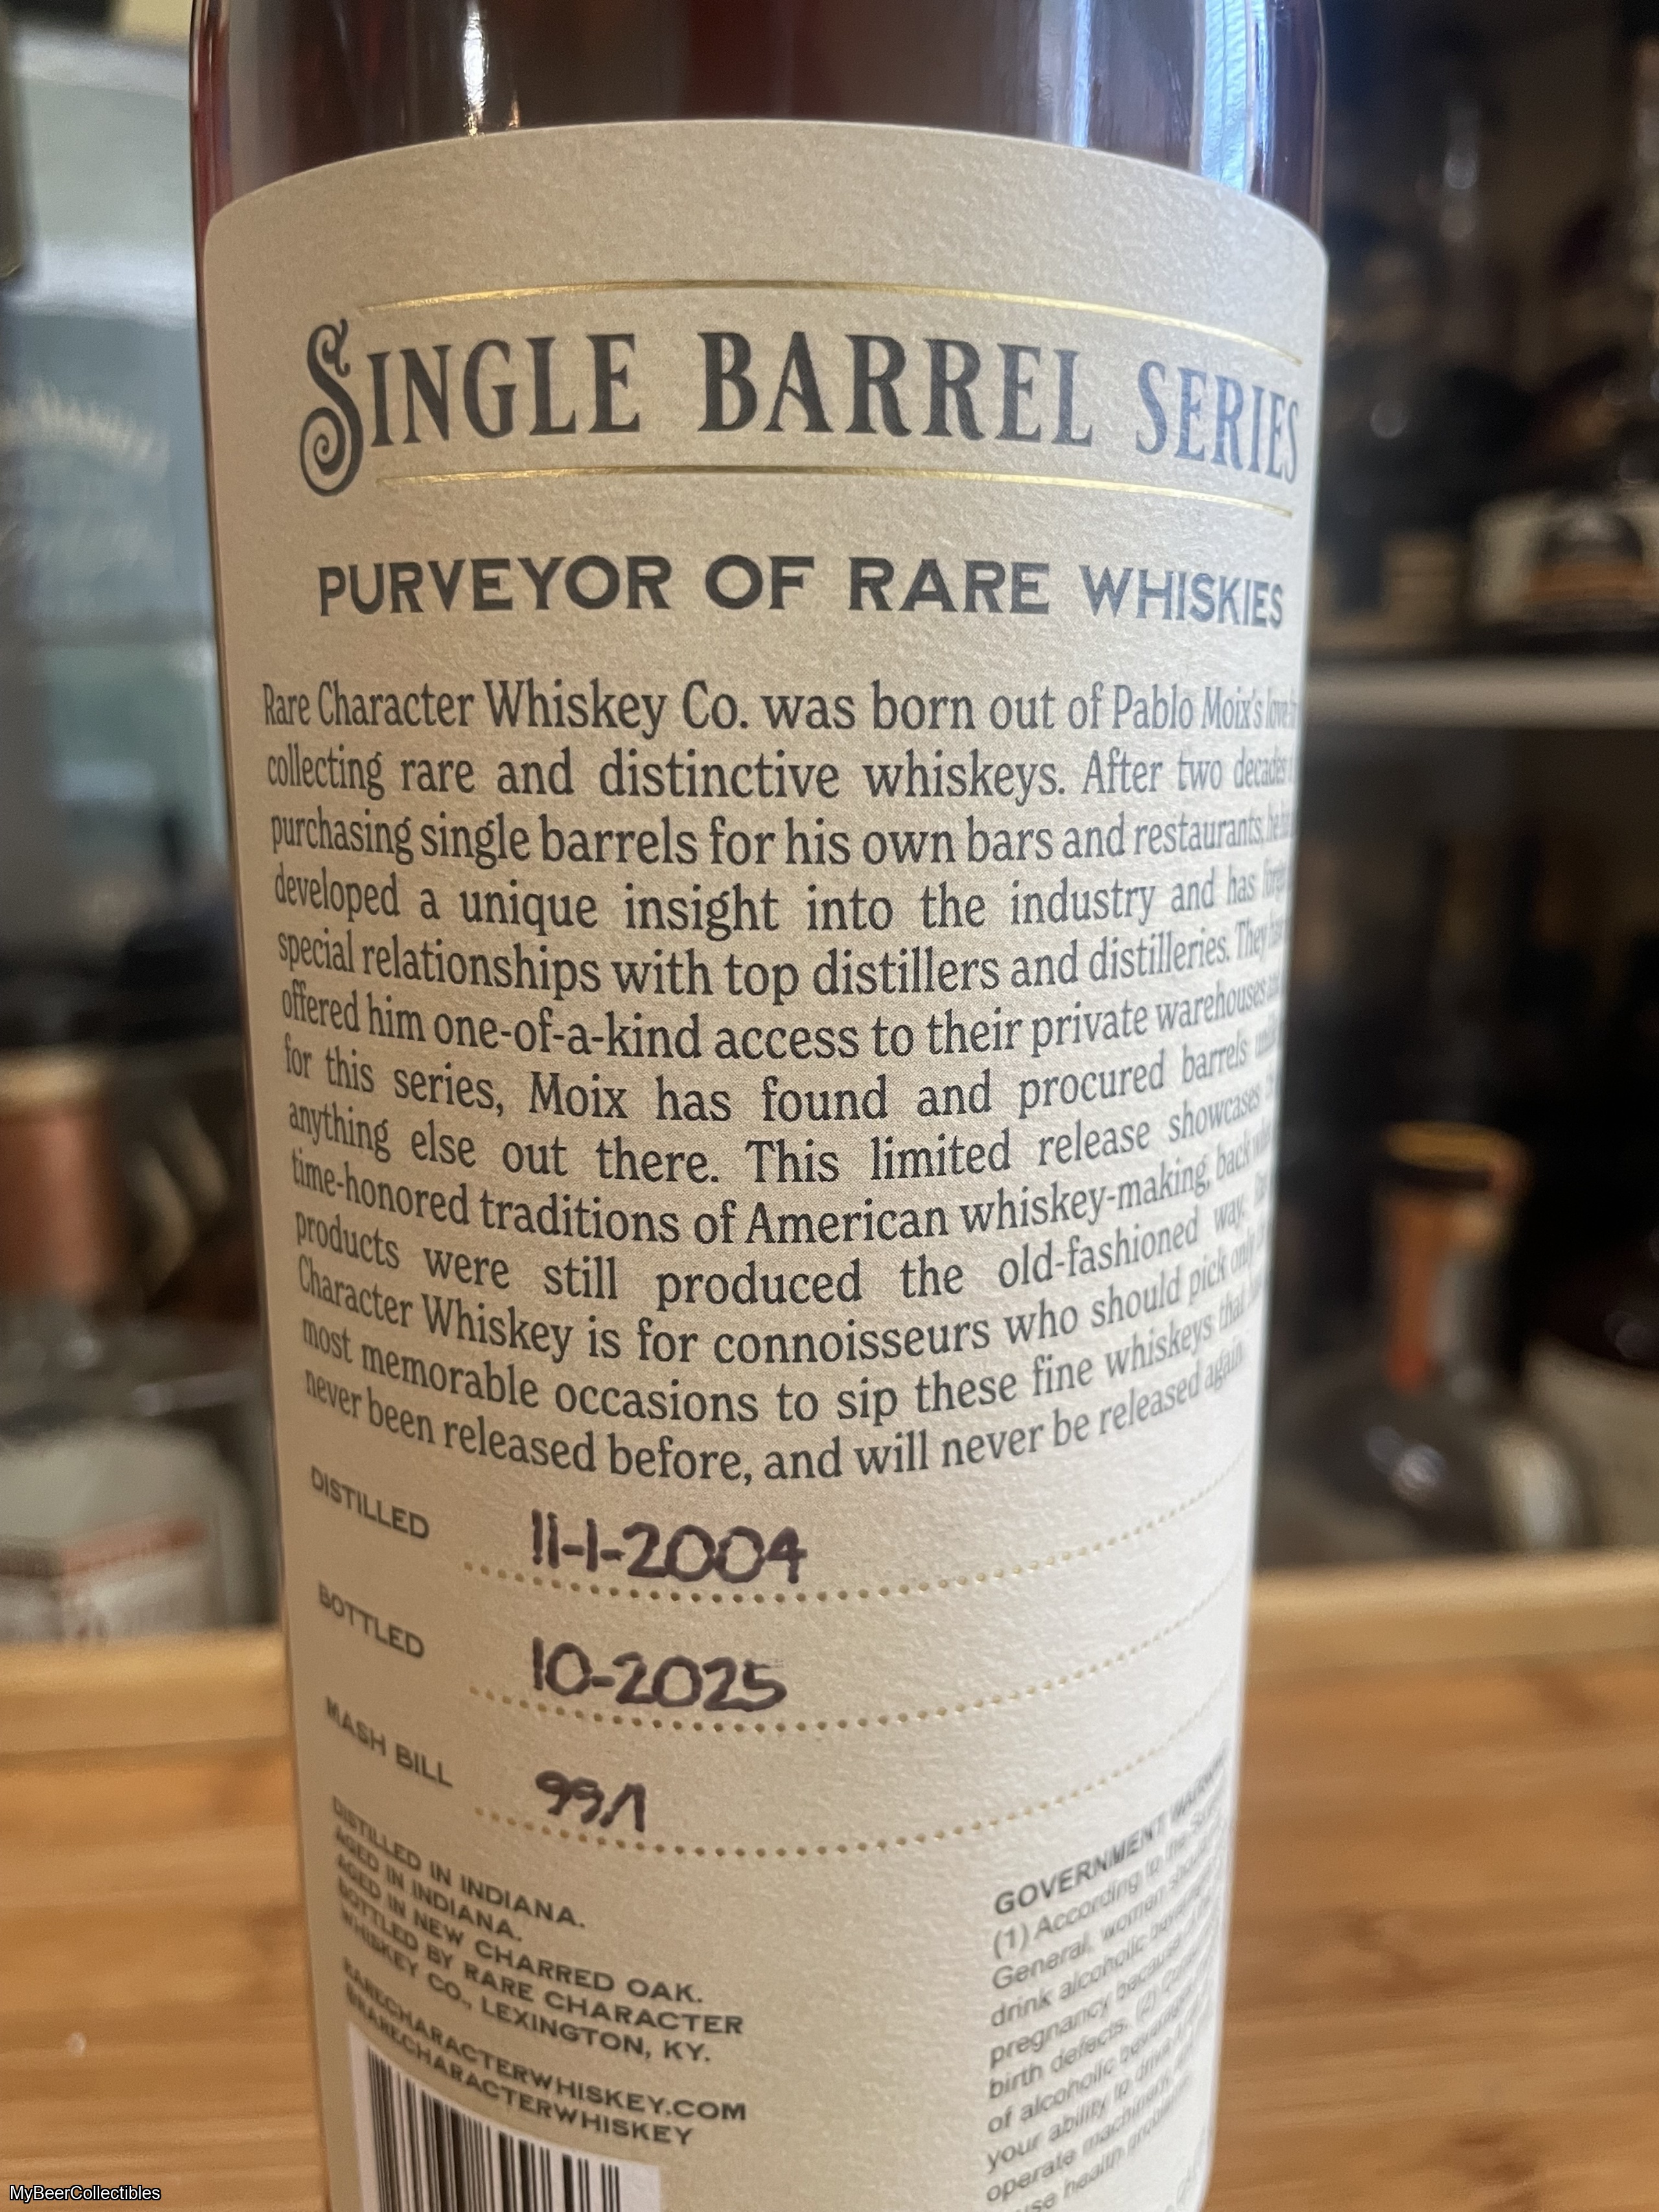 SINGLE BARREL SERIES
PURVEYOR OF RARE WHISKIES
Rare Character Whiskey Co. was born out of Pablo Moix's love
collecting rare and distinctive whiskeys. After two decades
purchasing single barrels for his own bars and restaurants, he
developed a unique insight into the industry and has
special relationships with top distillers and distilleries. They
offered him one-of-a-kind access to their private warehouses
for this series, Moix has found and procured barrels
anything else out there. This limited release showcases
time-honored traditions of American whiskey-making, back
products were still produced the old-fashioned way.
Character Whiskey is for connoisseurs who should pick only
most memorable occasions to sip these fine whiskeys that
never been released before, and will never be released again.
DISTILLED 11-1-2004
BOTTLED 10-2025
MASH BILL 99/1
DISTILLED IN INDIANA.
AGED IN INDIANA.
AGED IN NEW CHARRED OAK.
BOTTLED BY RARE CHARACTER
WHISKEY CO., LEXINGTON, KY.
RARECHARACTERWHISKEY.COM
@RARECHARACTERWHISKEY
GOVERNMENT WARNING
(1) According to the
General, women should
drink alcoholic
pregnancy because
birth defects. (2)
of alcoholic beverages
your ability to drive
operate machinery,
health problems.
MyBeerCollectibles